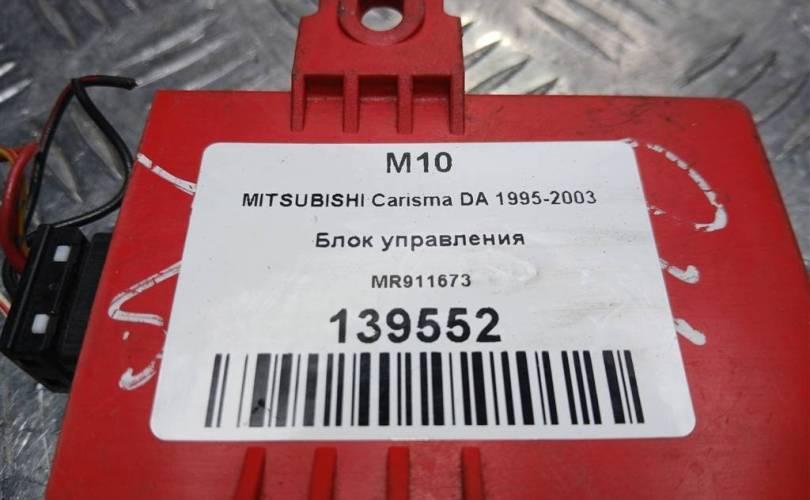 M10
MITSUBISHI Carisma DA 1995-2003
Блок управления
MR911673
139552